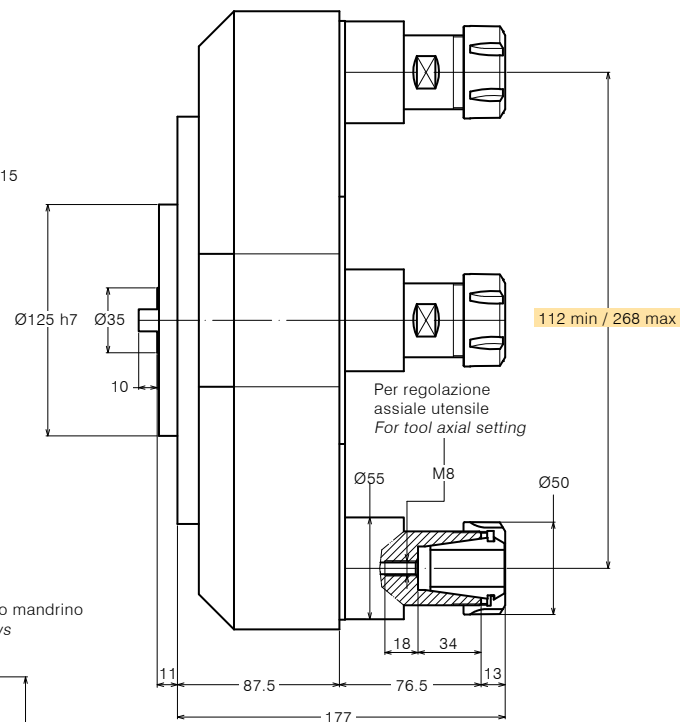 15
Ø125 h7
Ø35
112 min / 268 max
10
Per regolazione
assiale utensile
For tool axial setting
M8
Ø55
Ø50
o mandrino
18
34
11
13
87.5
76.5
177